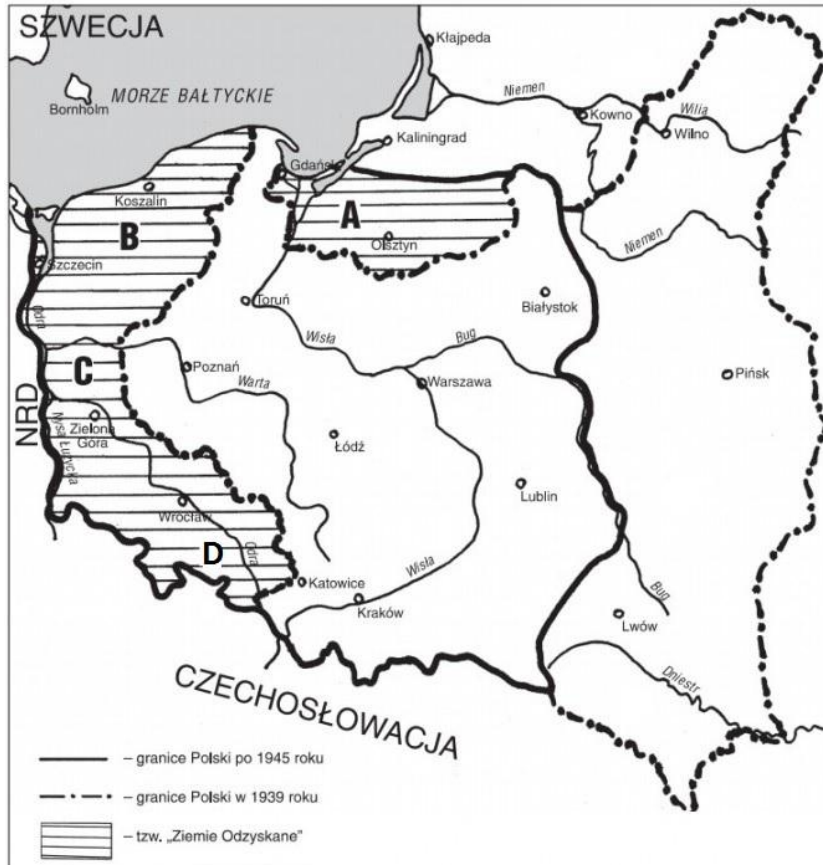 SZWECJA
Kłajpeda
Bornholm
MORZE BAŁTYCKIE
Niemen
Kowno
Wilia
Wilno
Kaliningrad
Gdańsk
Koszalin
A
B
Olsztyn
Niemen
Szczecin
Odra
Toruń
Białystok
Wisła
Bug
C
Poznań
Warta
Warszawa
Pińsk
NRD
Nysa Łużycka
Zielona
Góra
Łódź
Lublin
Wrocław
D
Odra
Katowice
Wisła
Kraków
Bug
Lwów
Dniestr
CZECHOSŁOWACJA
– granice Polski po 1945 roku
– granice Polski w 1939 roku
– tzw. „Ziemie Odzyskane”